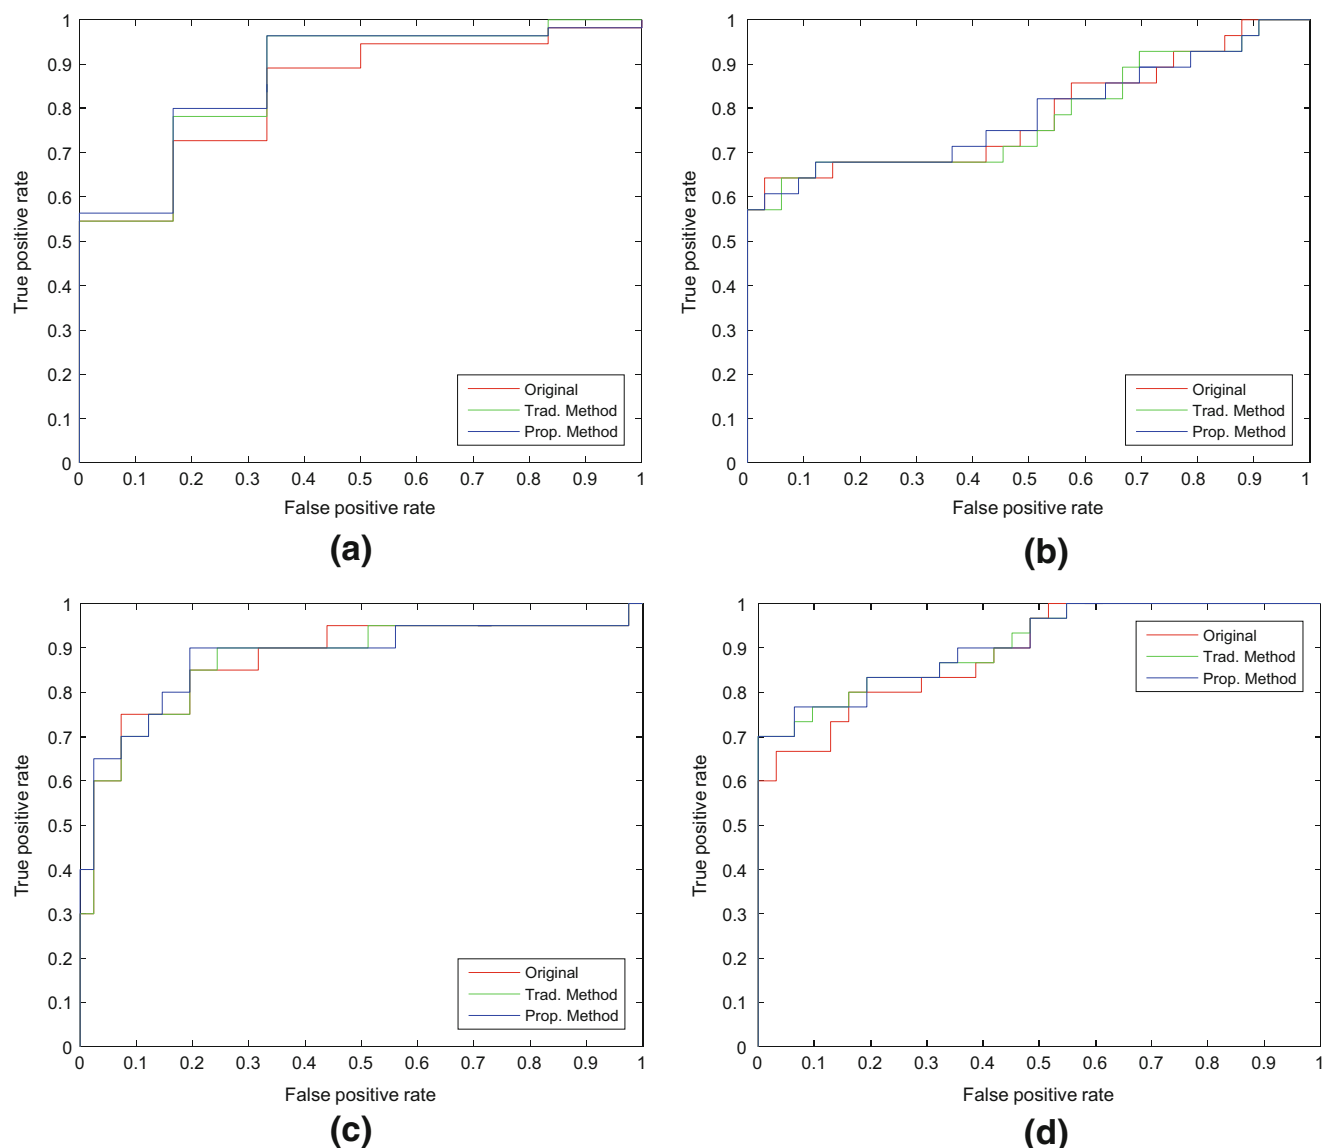 1
0.9
0.8
0.7
0.6
0.5
0.4
0.3
0.2
0.1
0
True positive rate
0 0.1 0.2 0.3 0.4 0.5 0.6 0.7 0.8 0.9 1
False positive rate
Original
Trad. Method
Prop. Method
(a)
1
0.9
0.8
0.7
0.6
0.5
0.4
0.3
0.2
0.1
0
True positive rate
0 0.1 0.2 0.3 0.4 0.5 0.6 0.7 0.8 0.9 1
False positive rate
Original
Trad. Method
Prop. Method
(b)
1
0.9
0.8
0.7
0.6
0.5
0.4
0.3
0.2
0.1
0
True positive rate
0 0.1 0.2 0.3 0.4 0.5 0.6 0.7 0.8 0.9 1
False positive rate
Original
Trad. Method
Prop. Method
(c)
1
0.9
0.8
0.7
0.6
0.5
0.4
0.3
0.2
0.1
0
True positive rate
0 0.1 0.2 0.3 0.4 0.5 0.6 0.7 0.8 0.9 1
False positive rate
Original
Trad. Method
Prop. Method
(d)